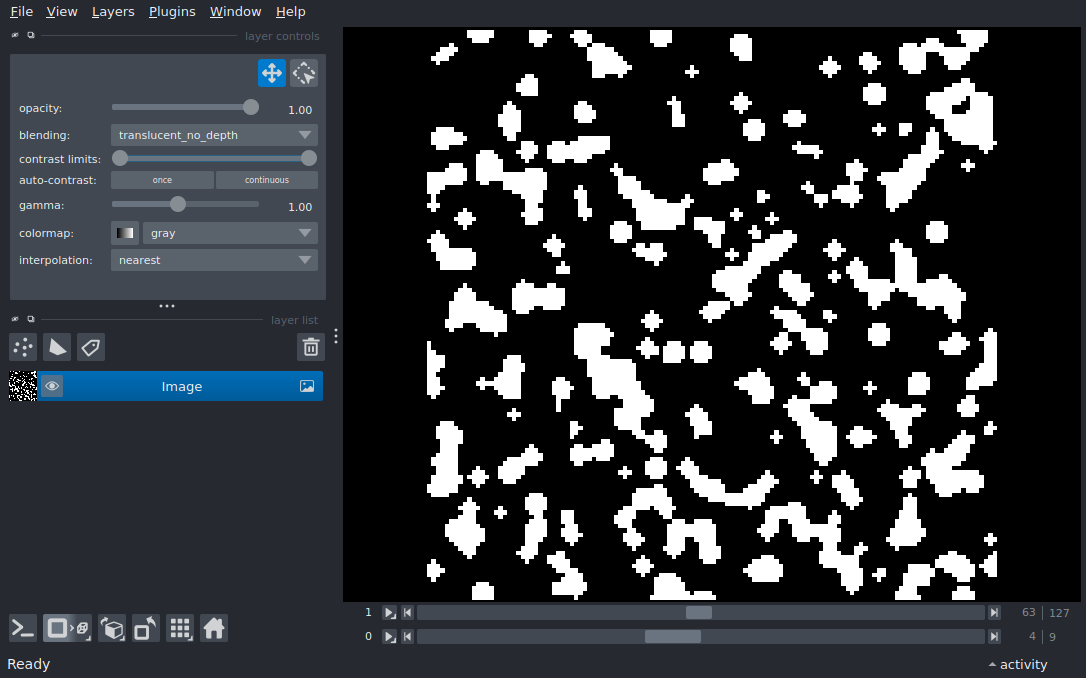 File View Layers Plugins Window Help
layer controls
opacity: 1.00
blending: translucent_no_depth
contrast limits:
auto-contrast: once continuous
gamma: 1.00
colormap: gray
interpolation: nearest
layer list
Image
1 63 127
0 4 9
Ready activity